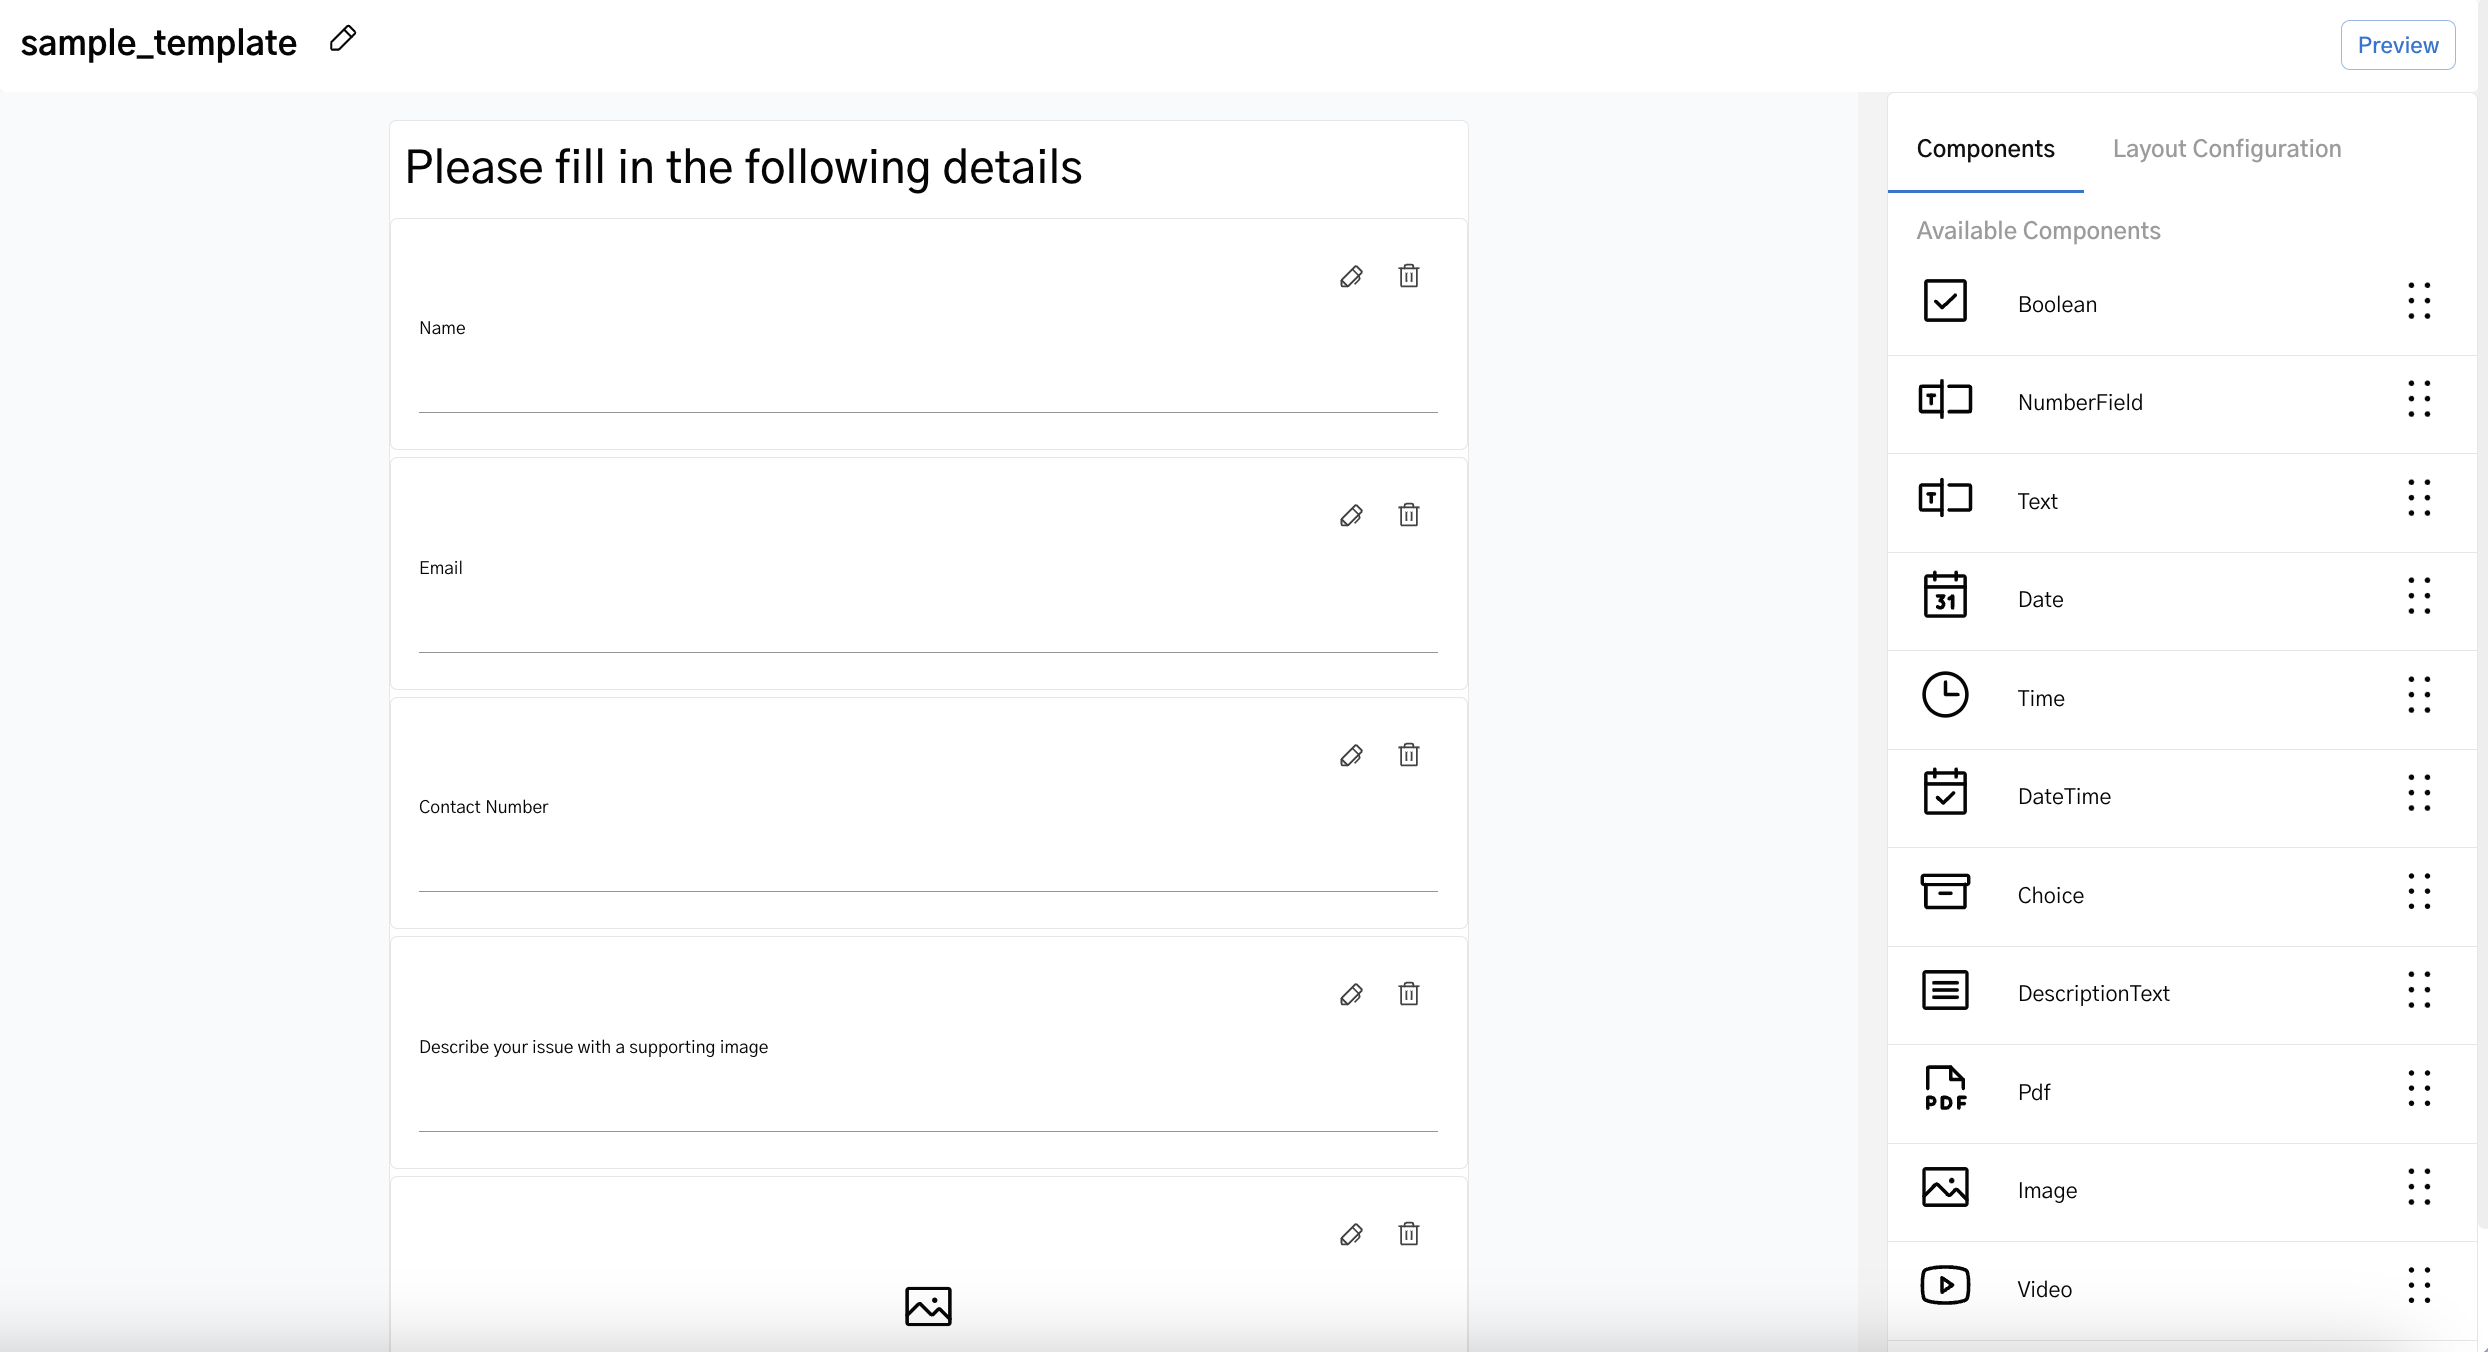 sample_template
Preview
Please fill in the following details
Name
Email
Contact Number
Describe your issue with a supporting image
Components
Layout Configuration
Available Components
Boolean
T
NumberField
T
Text
31
Date
Time
DateTime
Choice
DescriptionText
PDF
Pdf
Image
Video